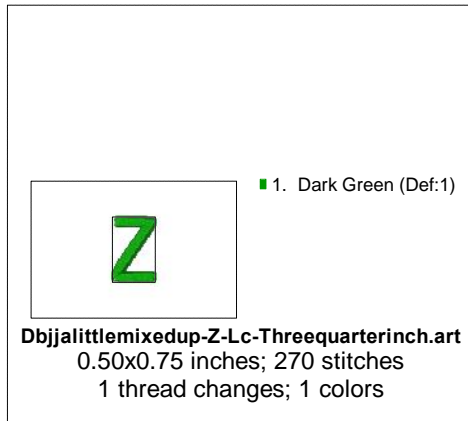 1. Dark Green (Def:1)
Z
Dbjjalittlemixedup-Z-Lc-Threequarterinch.art
0.50x0.75 inches; 270 stitches
1 thread changes; 1 colors